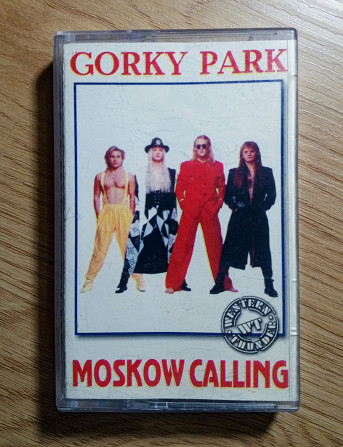 GORKY PARK
WESTERN
WT
THUNDER
MOSKOW CALLING